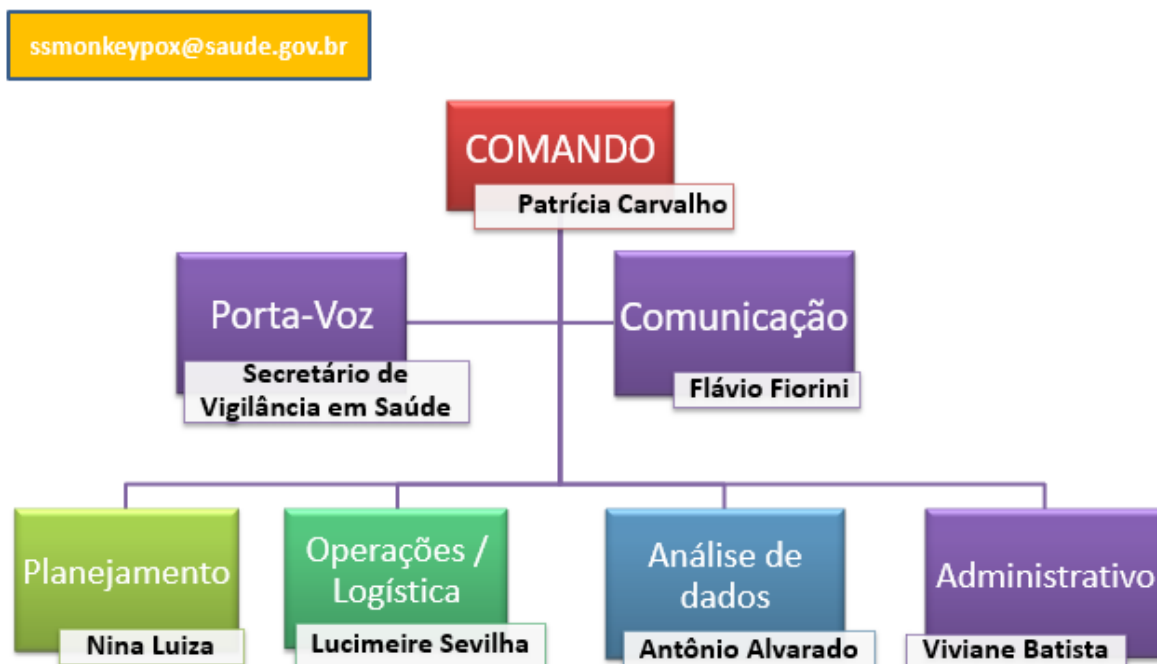 ssmonkeypox@saude.gov.br
COMANDO
Patrícia Carvalho
Porta-Voz
Secretário de
Vigilância em Saúde
Comunicação
Flávio Fiorini
Planejamento
Nina Luiza
Operações /
Logística
Lucimeire Sevilha
Análise de
dados
Antônio Alvarado
Administrativo
Viviane Batista